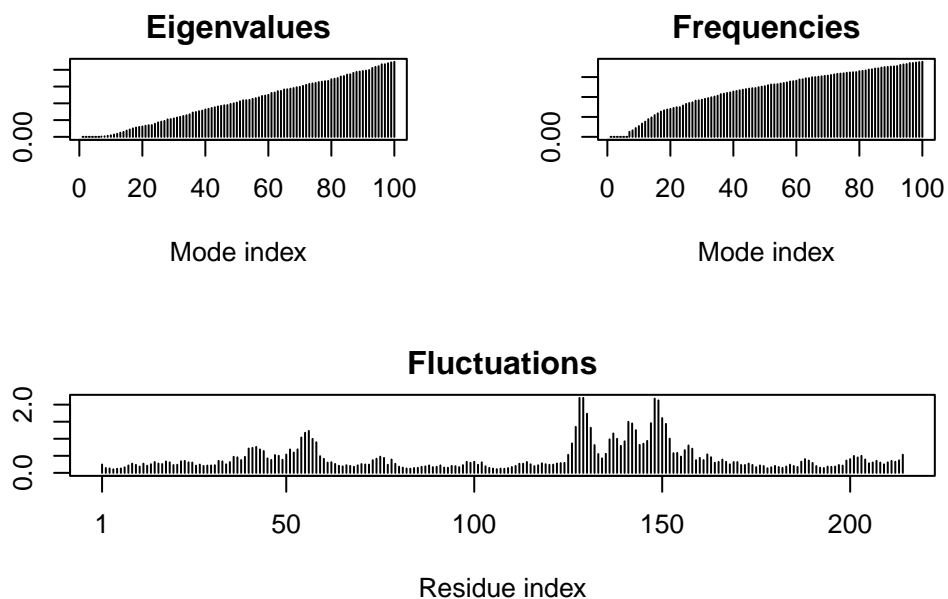 Eigenvalues
0.00
0 20 40 60 80 100
Mode index
Frequencies
0.00
0 20 40 60 80 100
Mode index
Fluctuations
0.0 2.0
1 50 100 150 200
Residue index